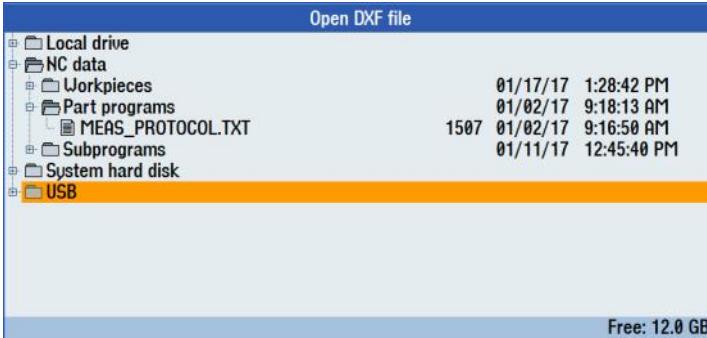 Open DXF file
Local drive
NC data
Workpieces 01/17/17 1:28:42 PM
Part programs 01/02/17 9:18:13 AM
MEAS_PROTOCOL.TXT 1507 01/02/17 9:16:50 AM
Subprograms 01/11/17 12:45:40 PM
System hard disk
USB
Free: 12.0 GB